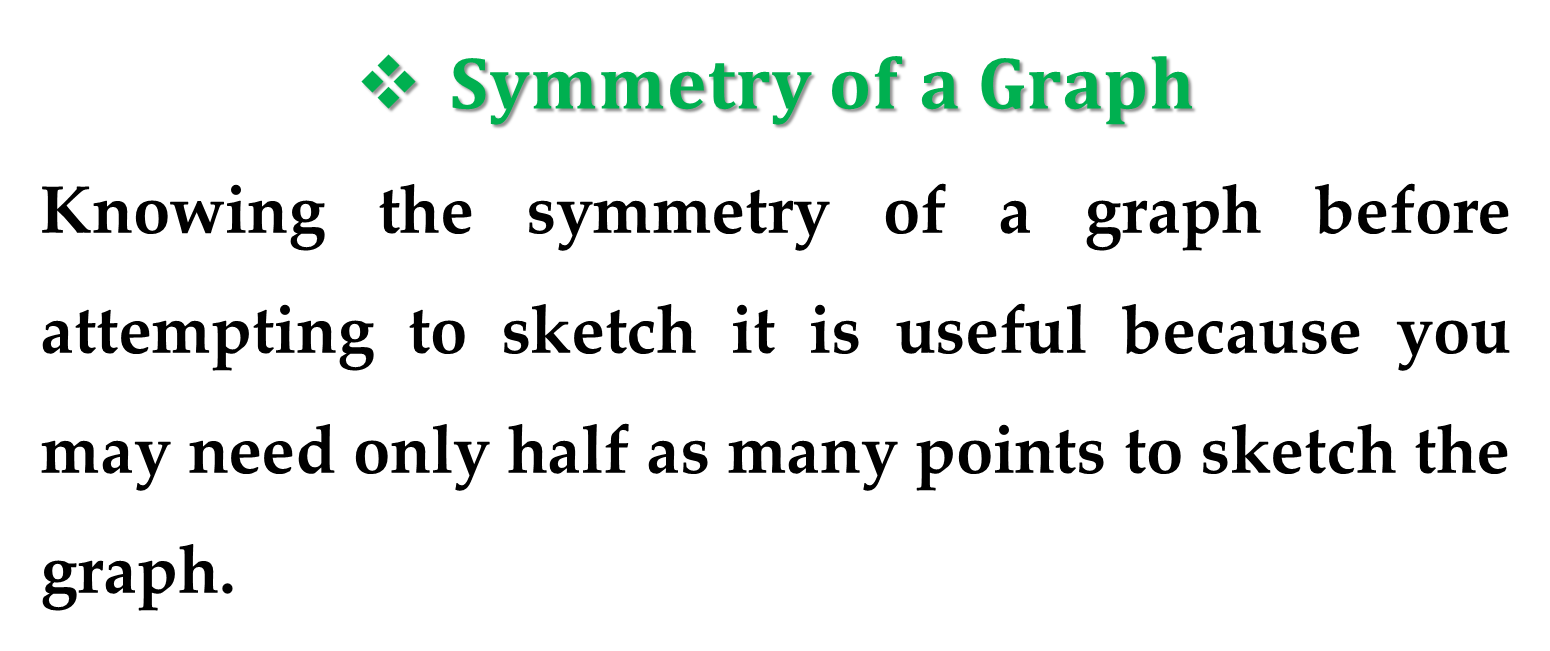 ❖ Symmetry of a Graph
Knowing the symmetry of a graph before
attempting to sketch it is useful because you
may need only half as many points to sketch the
graph.